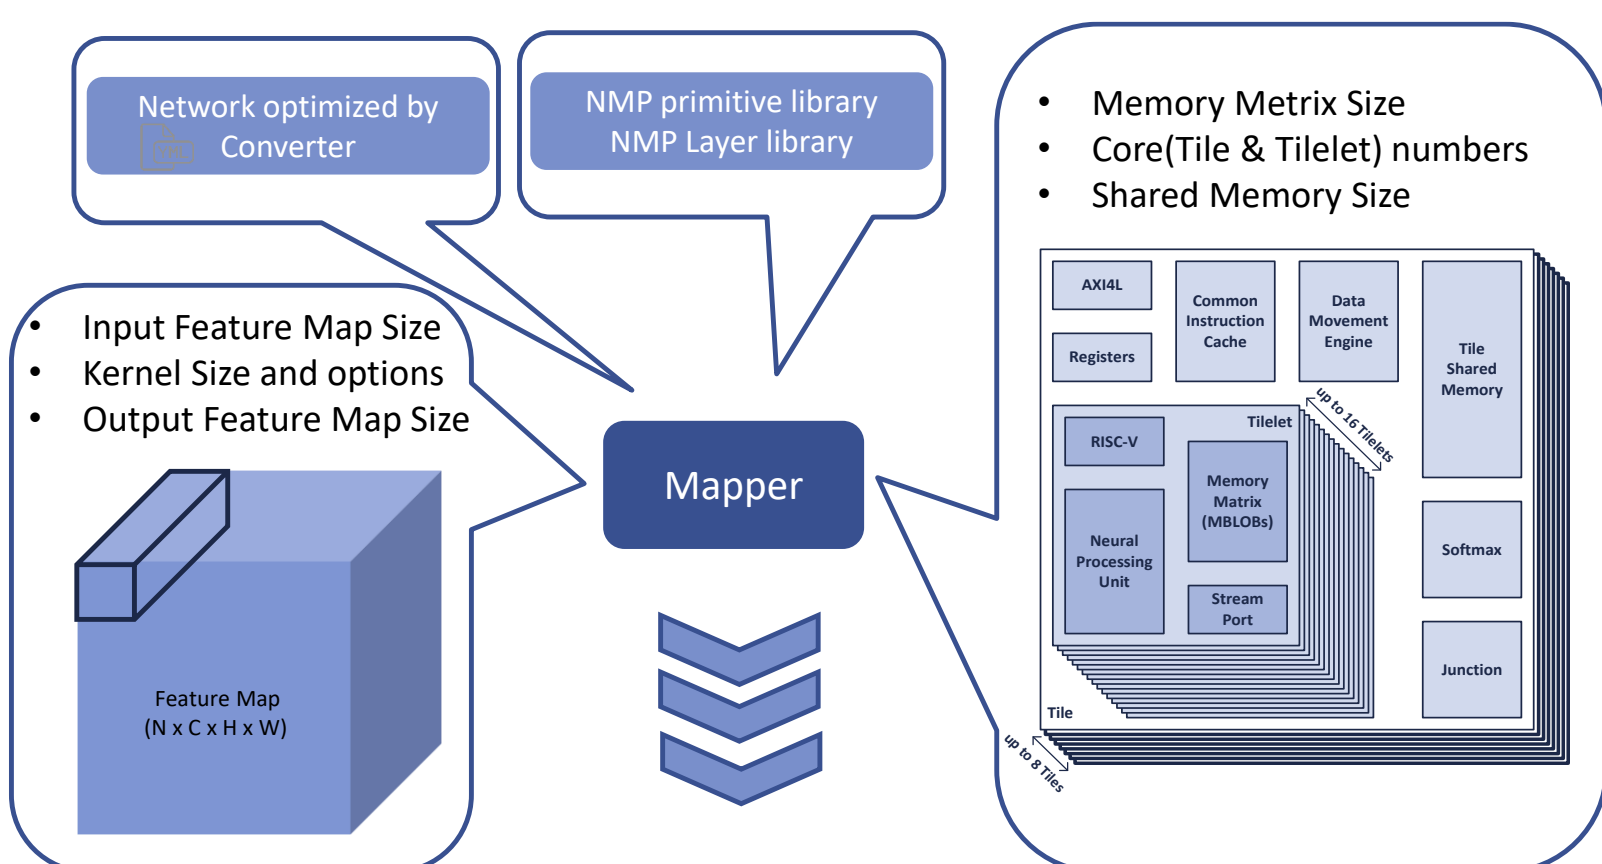 Network optimized by
Converter
NMP primitive library
NMP Layer library
• Memory Metrix Size
• Core(Tile & Tilelet) numbers
• Shared Memory Size
• Input Feature Map Size
• Kernel Size and options
• Output Feature Map Size
Feature Map
(N x C x H x W)
Mapper
AXI4L
Registers
Common
Instruction
Cache
Data
Movement
Engine
Tile
Shared
Memory
up to 16 Tilelets
Tilelet
RISC-V
Neural
Processing
Unit
Memory
Matrix
(MBLOBs)
Stream
Port
Softmax
Junction
Tile
up to 8 Tiles